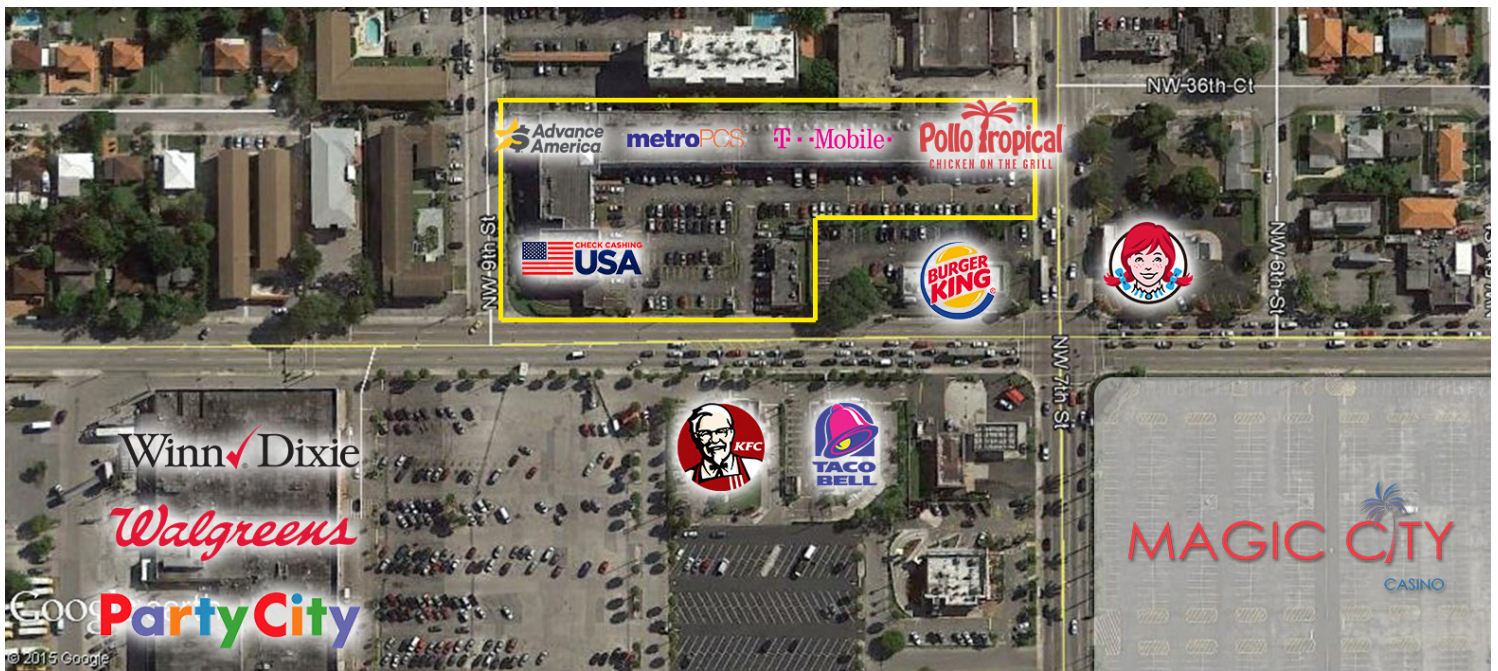 NW 36th Ct
Advance
America
metroPCS
T··Mobile·
Pollo Tropical
CHICKEN ON THE GRILL
NW 9th St
CHECK CASHING
USA
BURGER
KING
®
NW 6th St
NW 7th St
KFC
TACO
BELL
Winn Dixie
Walgreens
Party City
MAGIC CITY
CASINO
© 2015 Google